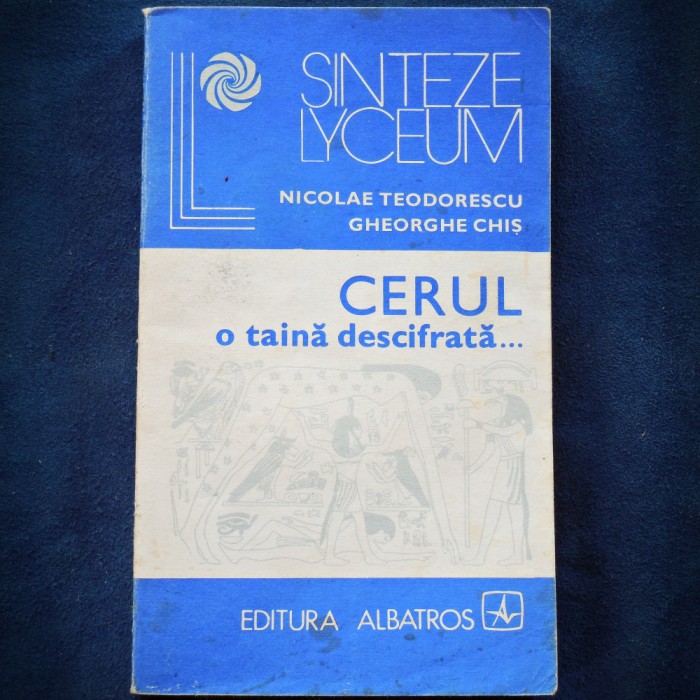 SINTEZE
LYCEUM
NICOLAE TEODORESCU
GHEORGHE CHIȘ
CERUL
o taină descifrată...
EDITURA ALBATROS